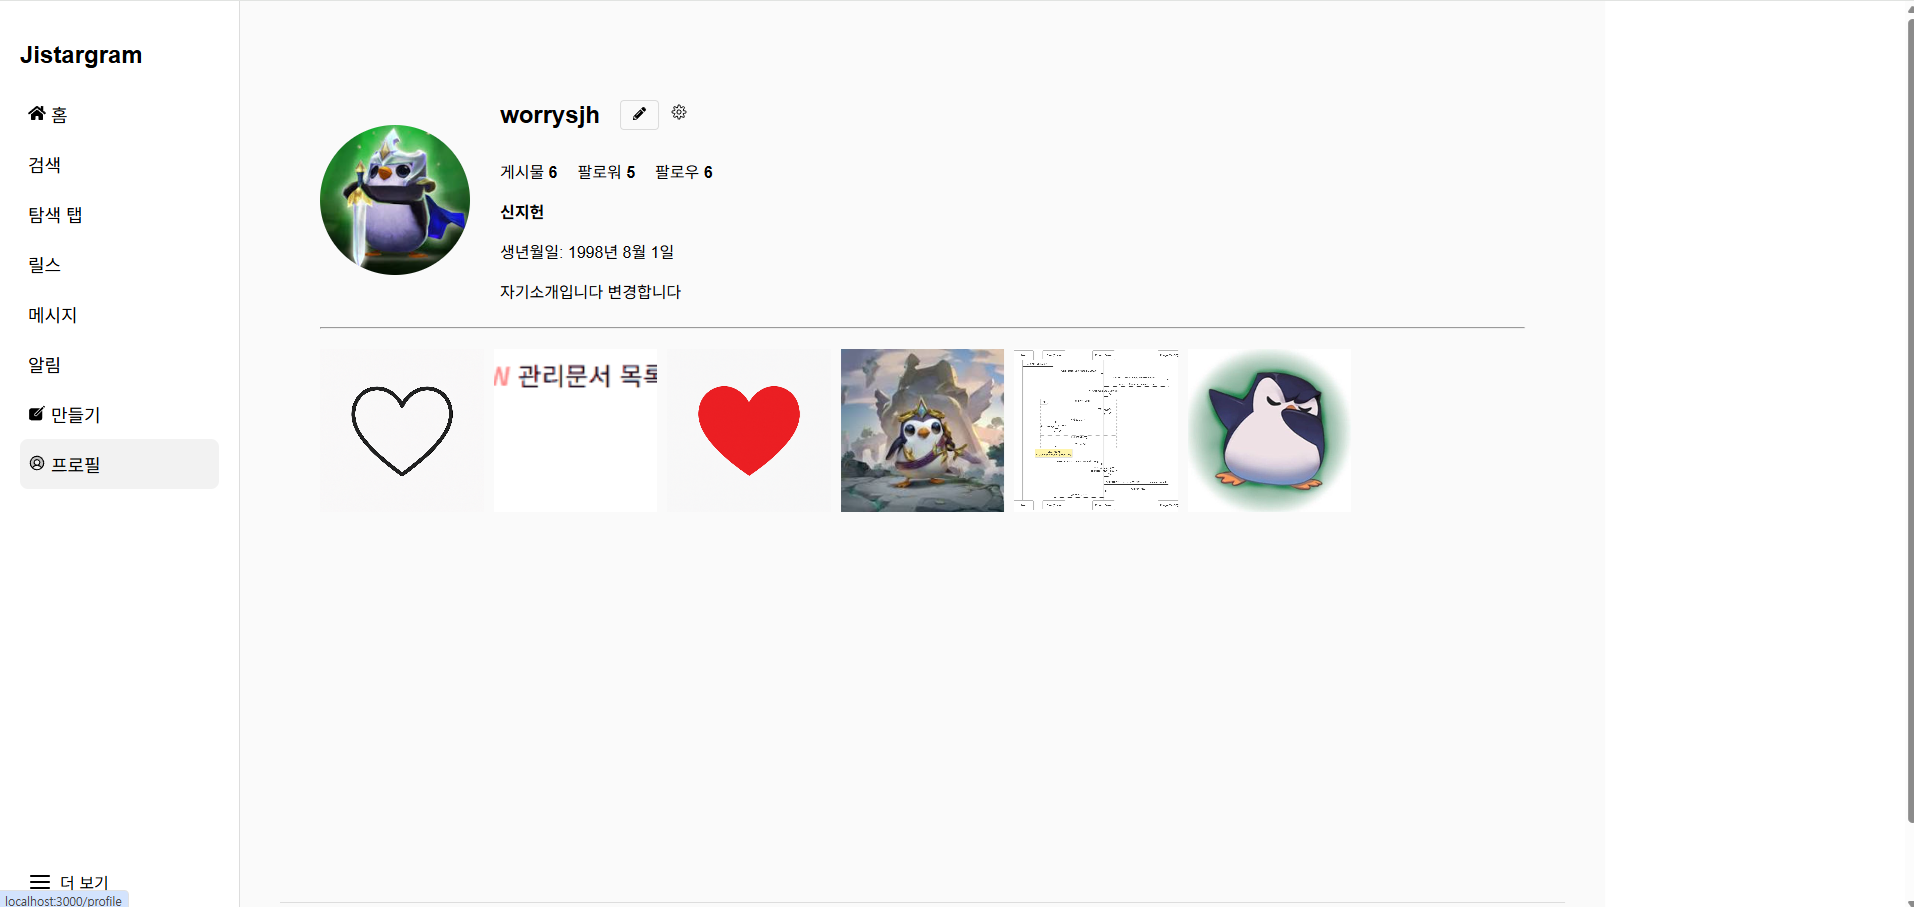 Jistargram
홈
검색
탐색 탭
릴스
메시지
알림
만들기
프로필
더 보기
localhost:3000/profile
worrysjh
게시물 6 팔로워 5 팔로우 6
신지헌
생년월일: 1998년 8월 1일
자기소개입니다 변경합니다
관리문서 목록